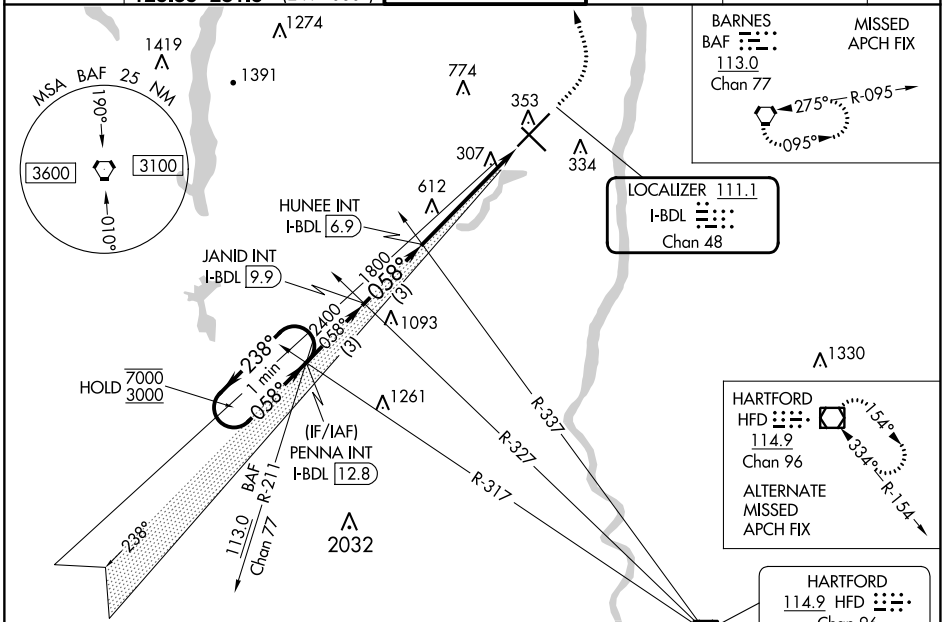 1274
1419
1391
774
353
307
334
612
MSA BAF 25 NM
190°
3600
3100
010°
BARNES
BAF
113.0
Chan 77
MISSED
APCH FIX
275°
R-095
095°
LOCALIZER 111.1
I-BDL
Chan 48
HUNEE INT
I-BDL 6.9
JANID INT
I-BDL 9.9
1800
058°
(3)
2400
058°
(3)
1093
238°
1 min
058°
HOLD 7000
3000
1261
(IF/IAF)
PENNA INT
I-BDL 12.8
R-337
R-327
R-317
BAF
R-211
113.0
Chan 77
2032
238°
1330
HARTFORD
HFD
114.9
Chan 96
154°
334°
R-154
ALTERNATE
MISSED
APCH FIX
HARTFORD
114.9 HFD